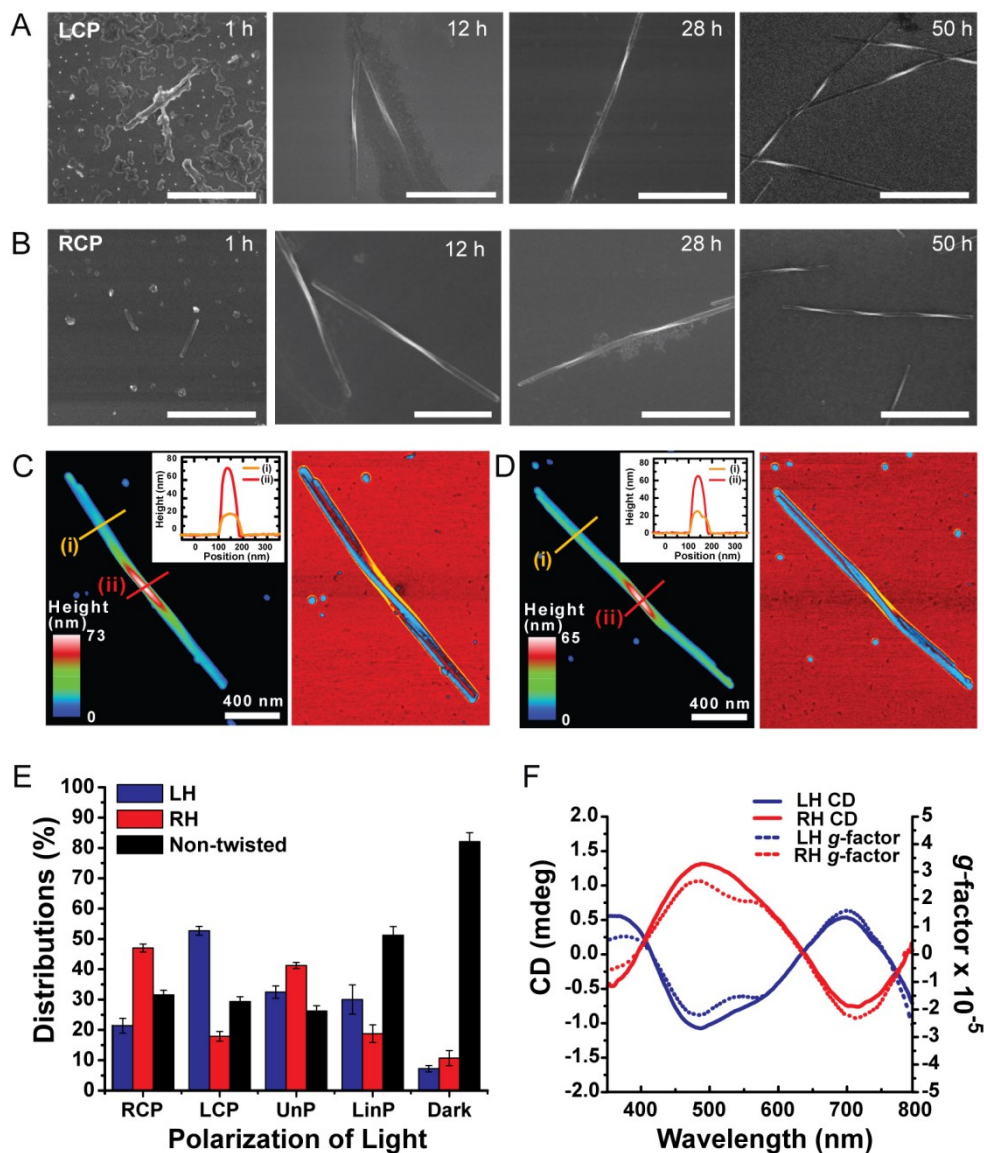 A
LCP
1 h
12 h
28 h
50 h
B
RCP
1 h
12 h
28 h
50 h
C
Height (nm)
80
60
40
20
0
(i)
(ii)
0 100 200 300
Position (nm)
(i)
(ii)
Height
(nm)
73
0
400 nm
D
Height (nm)
80
60
40
20
0
(i)
(ii)
0 100 200 300
Position (nm)
(i)
(ii)
Height
(nm)
65
0
400 nm
E
Distributions (%)
100
90
80
70
60
50
40
30
20
10
0
LH
RH
Non-twisted
RCP LCP UnP LinP Dark
Polarization of Light
F
CD (mdeg)
2.0
1.5
1.0
0.5
0.0
-0.5
-1.0
-1.5
-2.0
LH CD
RH CD
LH g-factor
RH g-factor
5
4
3
2
1
0
-1
-2
-3
-4
-5
g-factor x 10-5
400 500 600 700 800
Wavelength (nm)